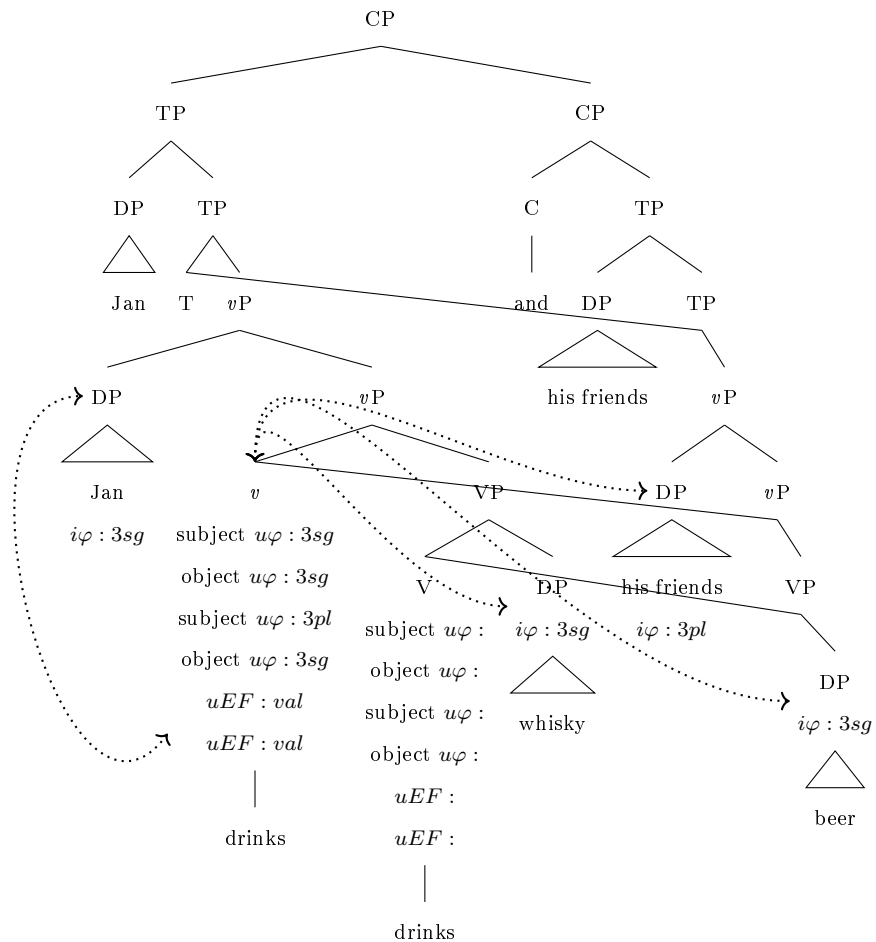 CP
TP CP
DP TP C TP
Jan T vP and DP TP
DP vP his friends vP
Jan v VP DP vP
iφ : 3sg subject uφ : 3sg
object uφ : 3sg V DP his friends VP
subject uφ : 3pl subject uφ : iφ : 3sg iφ : 3pl
object uφ : 3sg object uφ : DP
uEF : val subject uφ : whisky iφ : 3sg
uEF : val object uφ :
uEF : beer
drinks uEF :
drinks